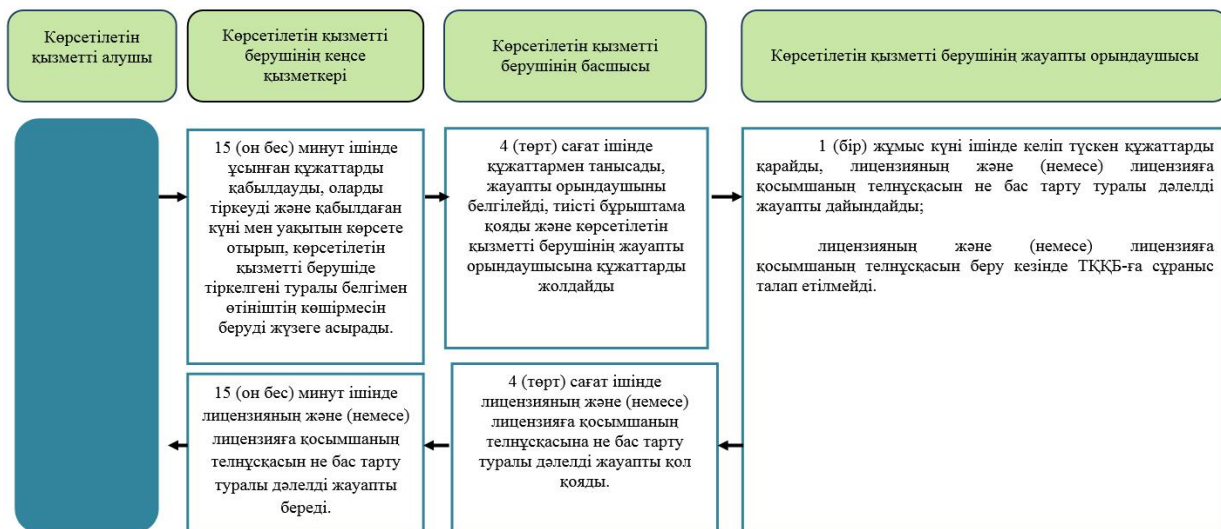 Көрсетілетін
қызметті алушы
Көрсетілетін қызметті
берушінің кеңсе
қызметкері
Көрсетілетін қызметті
берушінің басшысы
Көрсетілетін қызметті берушінің жауапты орындаушысы
15 (он бес) минут ішінде
ұсынған құжаттарды
қабылдауды, оларды
тіркеуді және қабылдаған
күні мен уақытын көрсете
отырып, көрсетілетін
қызметті берушіде
тіркелгені туралы белгімен
өтініштің көшірмесін
беруді жүзеге асырады.
4 (төрт) сағат ішінде
құжаттармен танысады,
жауапты орындаушыны
белгілейді, тиісті бұрыштама
қояды және көрсетілетін
қызметті берушінің жауапты
орындаушысына құжаттарды
жолдайды
1 (бір) жұмыс күні ішінде келіп түскен құжаттарды
қарайды, лицензияның және (немесе) лицензияға
қосымшаның телнұсқасын не бас тарту туралы дәлелді
жауапты дайындайды;
лицензияның және (немесе) лицензияға
қосымшаның телнұсқасын беру кезінде ТҚҚБ-ға сұраныс
талап етілмейді.
15 (он бес) минут ішінде
лицензияның және (немесе)
лицензияға қосымшаның
телнұсқасын не бас тарту
туралы дәлелді жауапты
береді.
4 (төрт) сағат ішінде
лицензияның және (немесе)
лицензияға қосымшаның
телнұсқасына не бас тарту
туралы дәлелді жауапты қол
қояды.